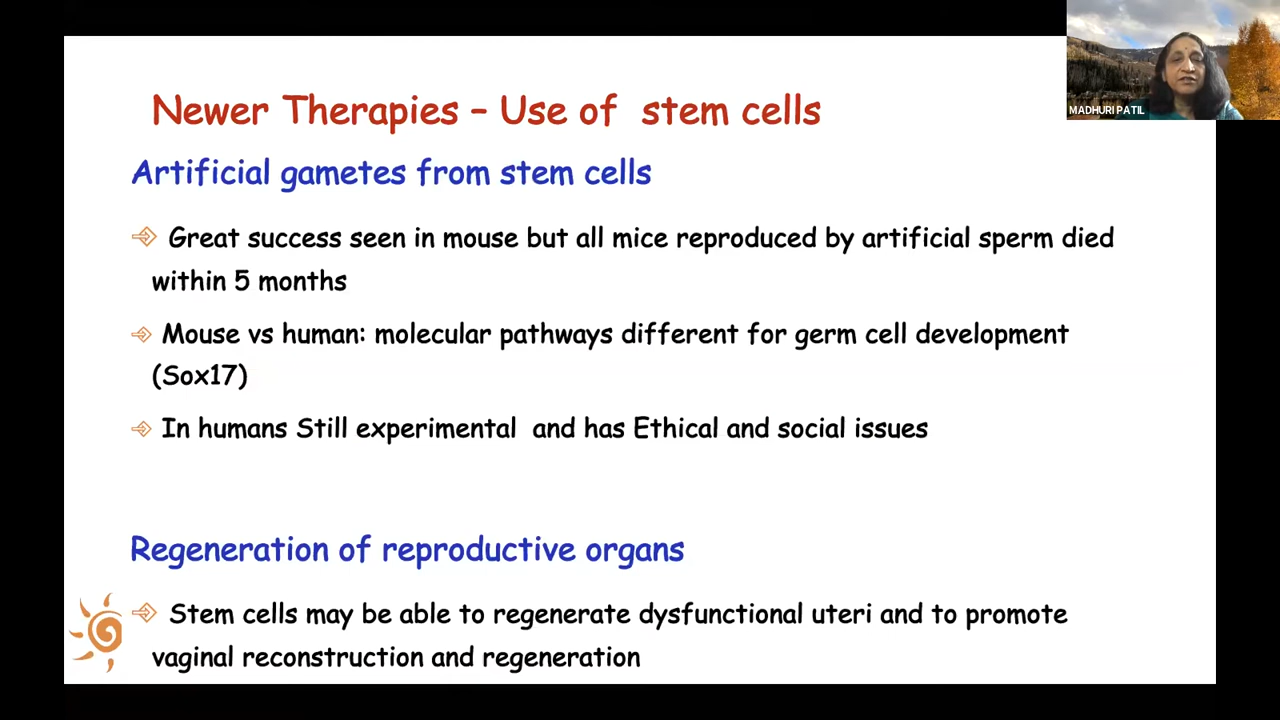 MADHURI PATIL
Newer Therapies – Use of stem cells
Artificial gametes from stem cells
Great success seen in mouse but all mice reproduced by artificial sperm died
within 5 months
Mouse vs human: molecular pathways different for germ cell development
(Sox17)
In humans Still experimental and has Ethical and social issues
Regeneration of reproductive organs
Stem cells may be able to regenerate dysfunctional uteri and to promote
vaginal reconstruction and regeneration